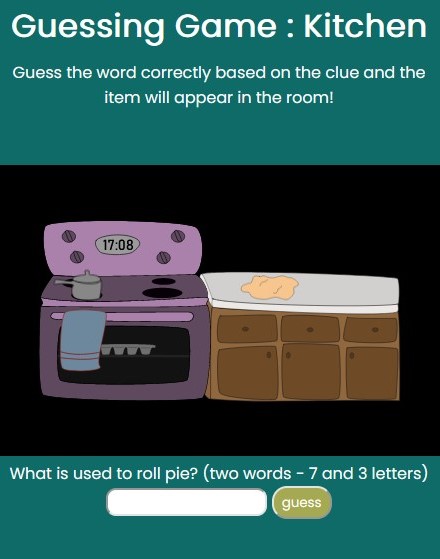 Guessing Game : Kitchen
Guess the word correctly based on the clue and the
item will appear in the room!
17:08
What is used to roll pie? (two words - 7 and 3 letters)
guess